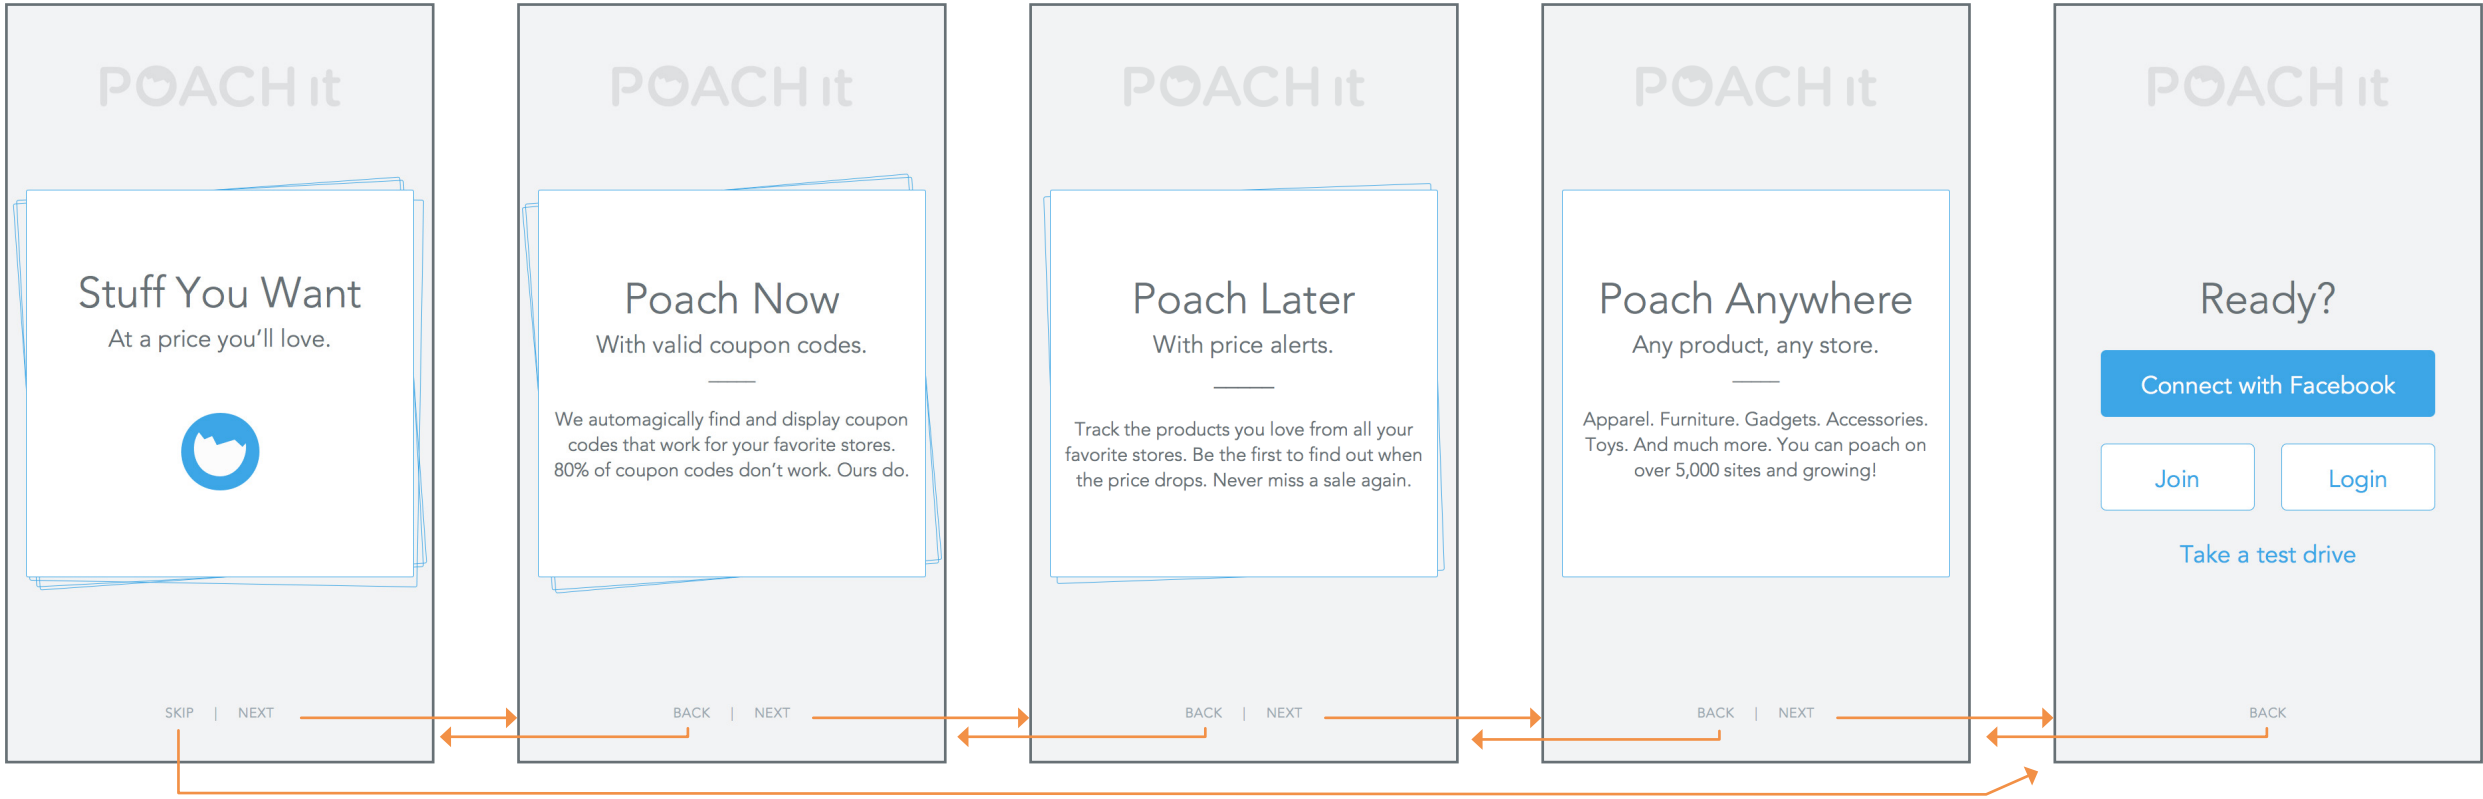 POACH it
Stuff You Want
At a price you'll love.
SKIP | NEXT
POACH it
Poach Now
With valid coupon codes.
We automagically find and display coupon
codes that work for your favorite stores.
80% of coupon codes don't work. Ours do.
BACK | NEXT
POACH it
Poach Later
With price alerts.
Track the products you love from all your
favorite stores. Be the first to find out when
the price drops. Never miss a sale again.
BACK | NEXT
POACH it
Poach Anywhere
Any product, any store.
Apparel. Furniture. Gadgets. Accessories.
Toys. And much more. You can poach on
over 5,000 sites and growing!
BACK | NEXT
POACH it
Ready?
Connect with Facebook
Join
Login
Take a test drive
BACK